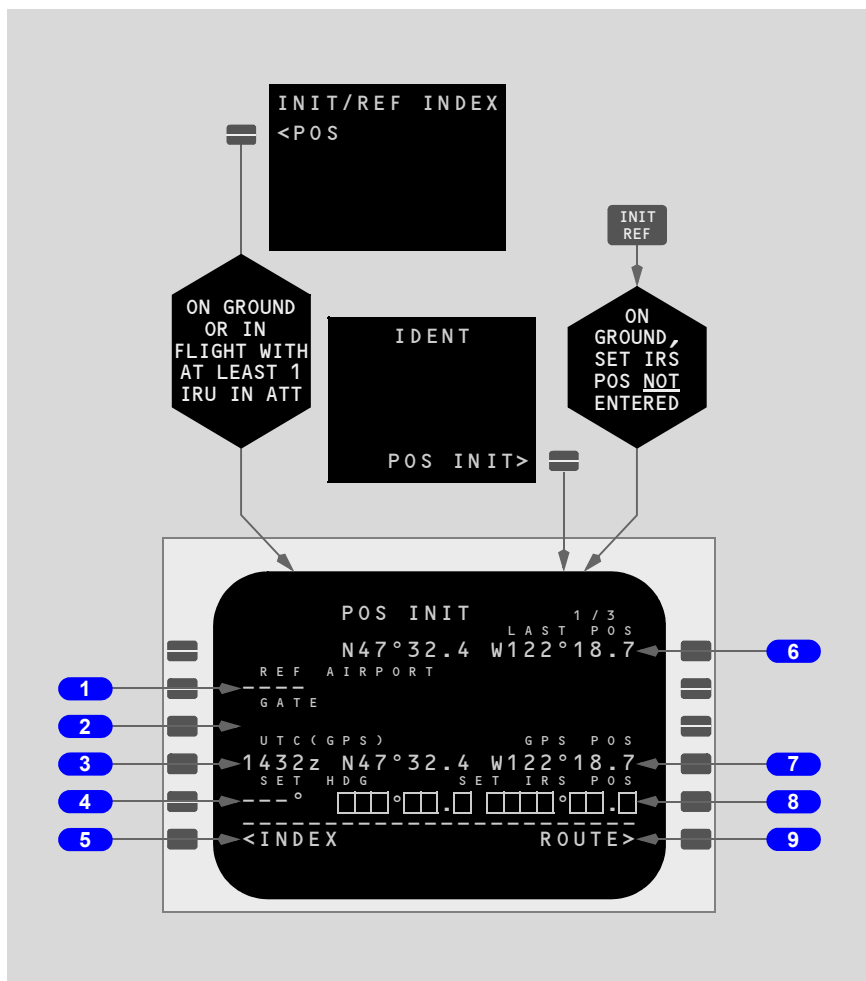 INIT/REF INDEX
<POS
INIT
REF
ON GROUND
OR IN
FLIGHT WITH
AT LEAST 1
IRU IN ATT
IDENT
POS INIT>
ON
GROUND,
SET IRS
POS NOT
ENTERED
POS INIT 1/3
LAST POS
N47°32.4 W122°18.7
6
REF AIRPORT
1
----
GATE
2
UTC(GPS) GPS POS
3
1432z N47°32.4 W122°18.7
7
SET HDG SET IRS POS
4
---° □□□°□□.□ □□□□°□□.□
8
------------------------
5
<INDEX ROUTE>
9